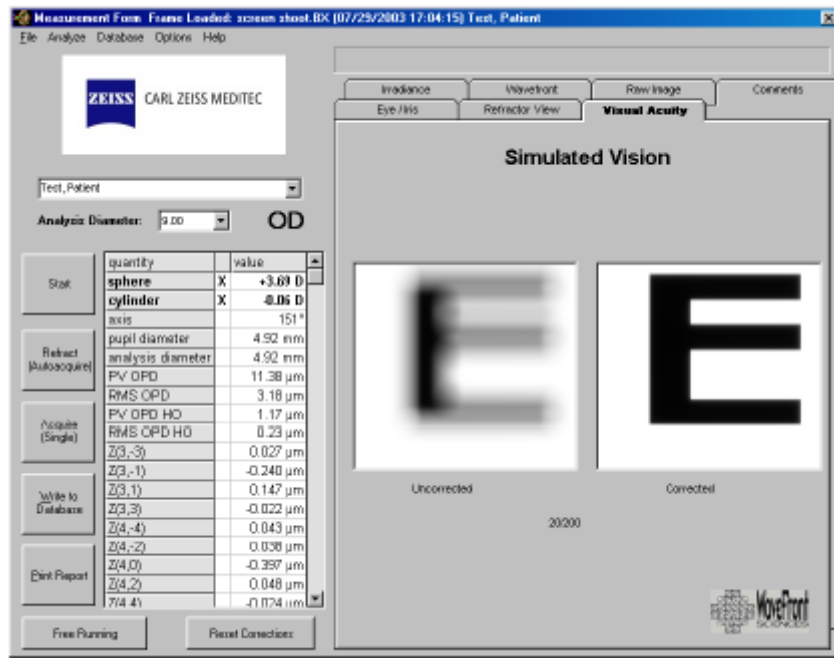 Measurement Form Frame Loaded: screen shoot.BX (07/29/2003 17:04:15) Test, Patient
File Analyze Database Options Help
ZEISS CARL ZEISS MEDITEC
Irradiance Wavefront Raw Image Comments
Eye /Iris Refractor View Visual Acuity
Simulated Vision
Test, Patient
Analysis Diameter: 9.00 OD
Start
Refract
(Autoacquire)
Acquire
(Single)
Write to
Database
Print Report
quantity value
sphere X +3.69 D
cylinder X -0.06 D
axis 151°
pupil diameter 4.92 mm
analysis diameter 4.92 mm
PV OPD 11.38 µm
RMS OPD 3.18 µm
PV OPD HO 1.17 µm
RMS OPD HO 0.23 µm
Z(3,-3) 0.027 µm
Z(3,-1) -0.240 µm
Z(3,1) 0.147 µm
Z(3,3) -0.022 µm
Z(4,-4) 0.043 µm
Z(4,-2) 0.038 µm
Z(4,0) -0.397 µm
Z(4,2) 0.048 µm
Z(4,4) -0.024 µm
E E
Uncorrected Corrected
20/200
WaveFront
SCIENCES
Free Running Reset Corrections